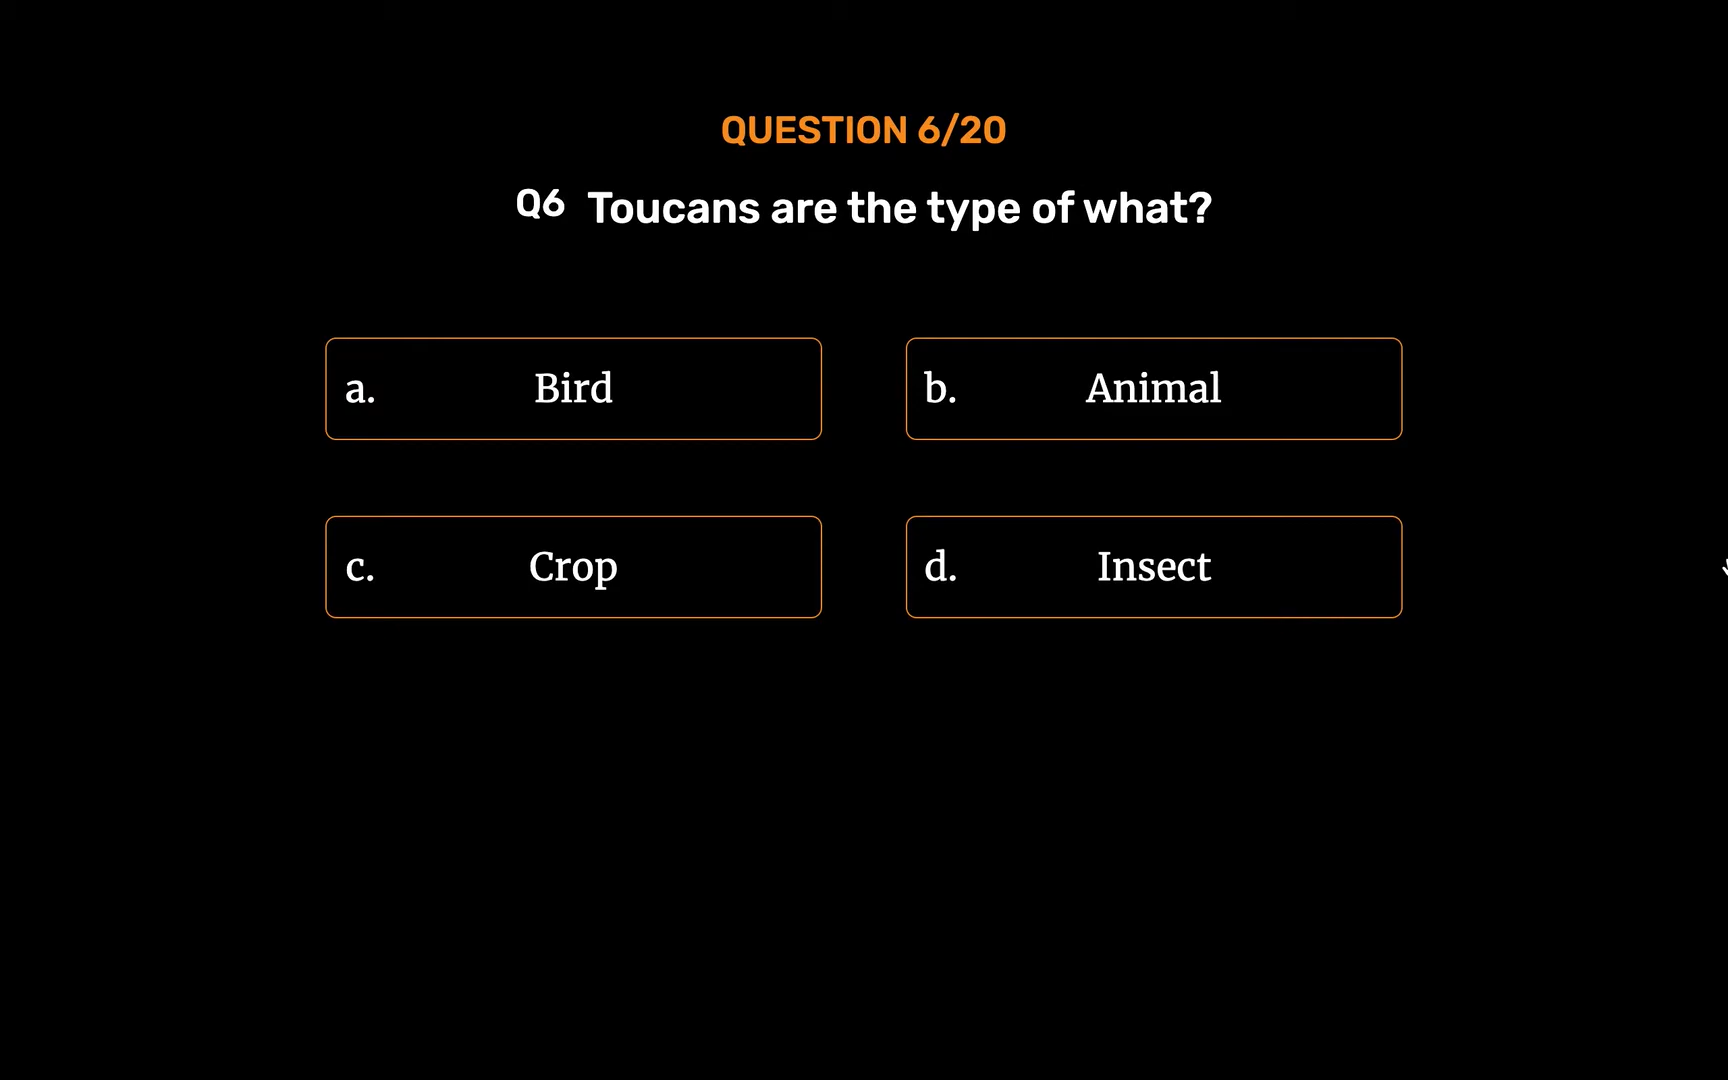 QUESTION 6/20
Q6 Toucans are the type of what?
a. Bird
b. Animal
c. Crop
d. Insect